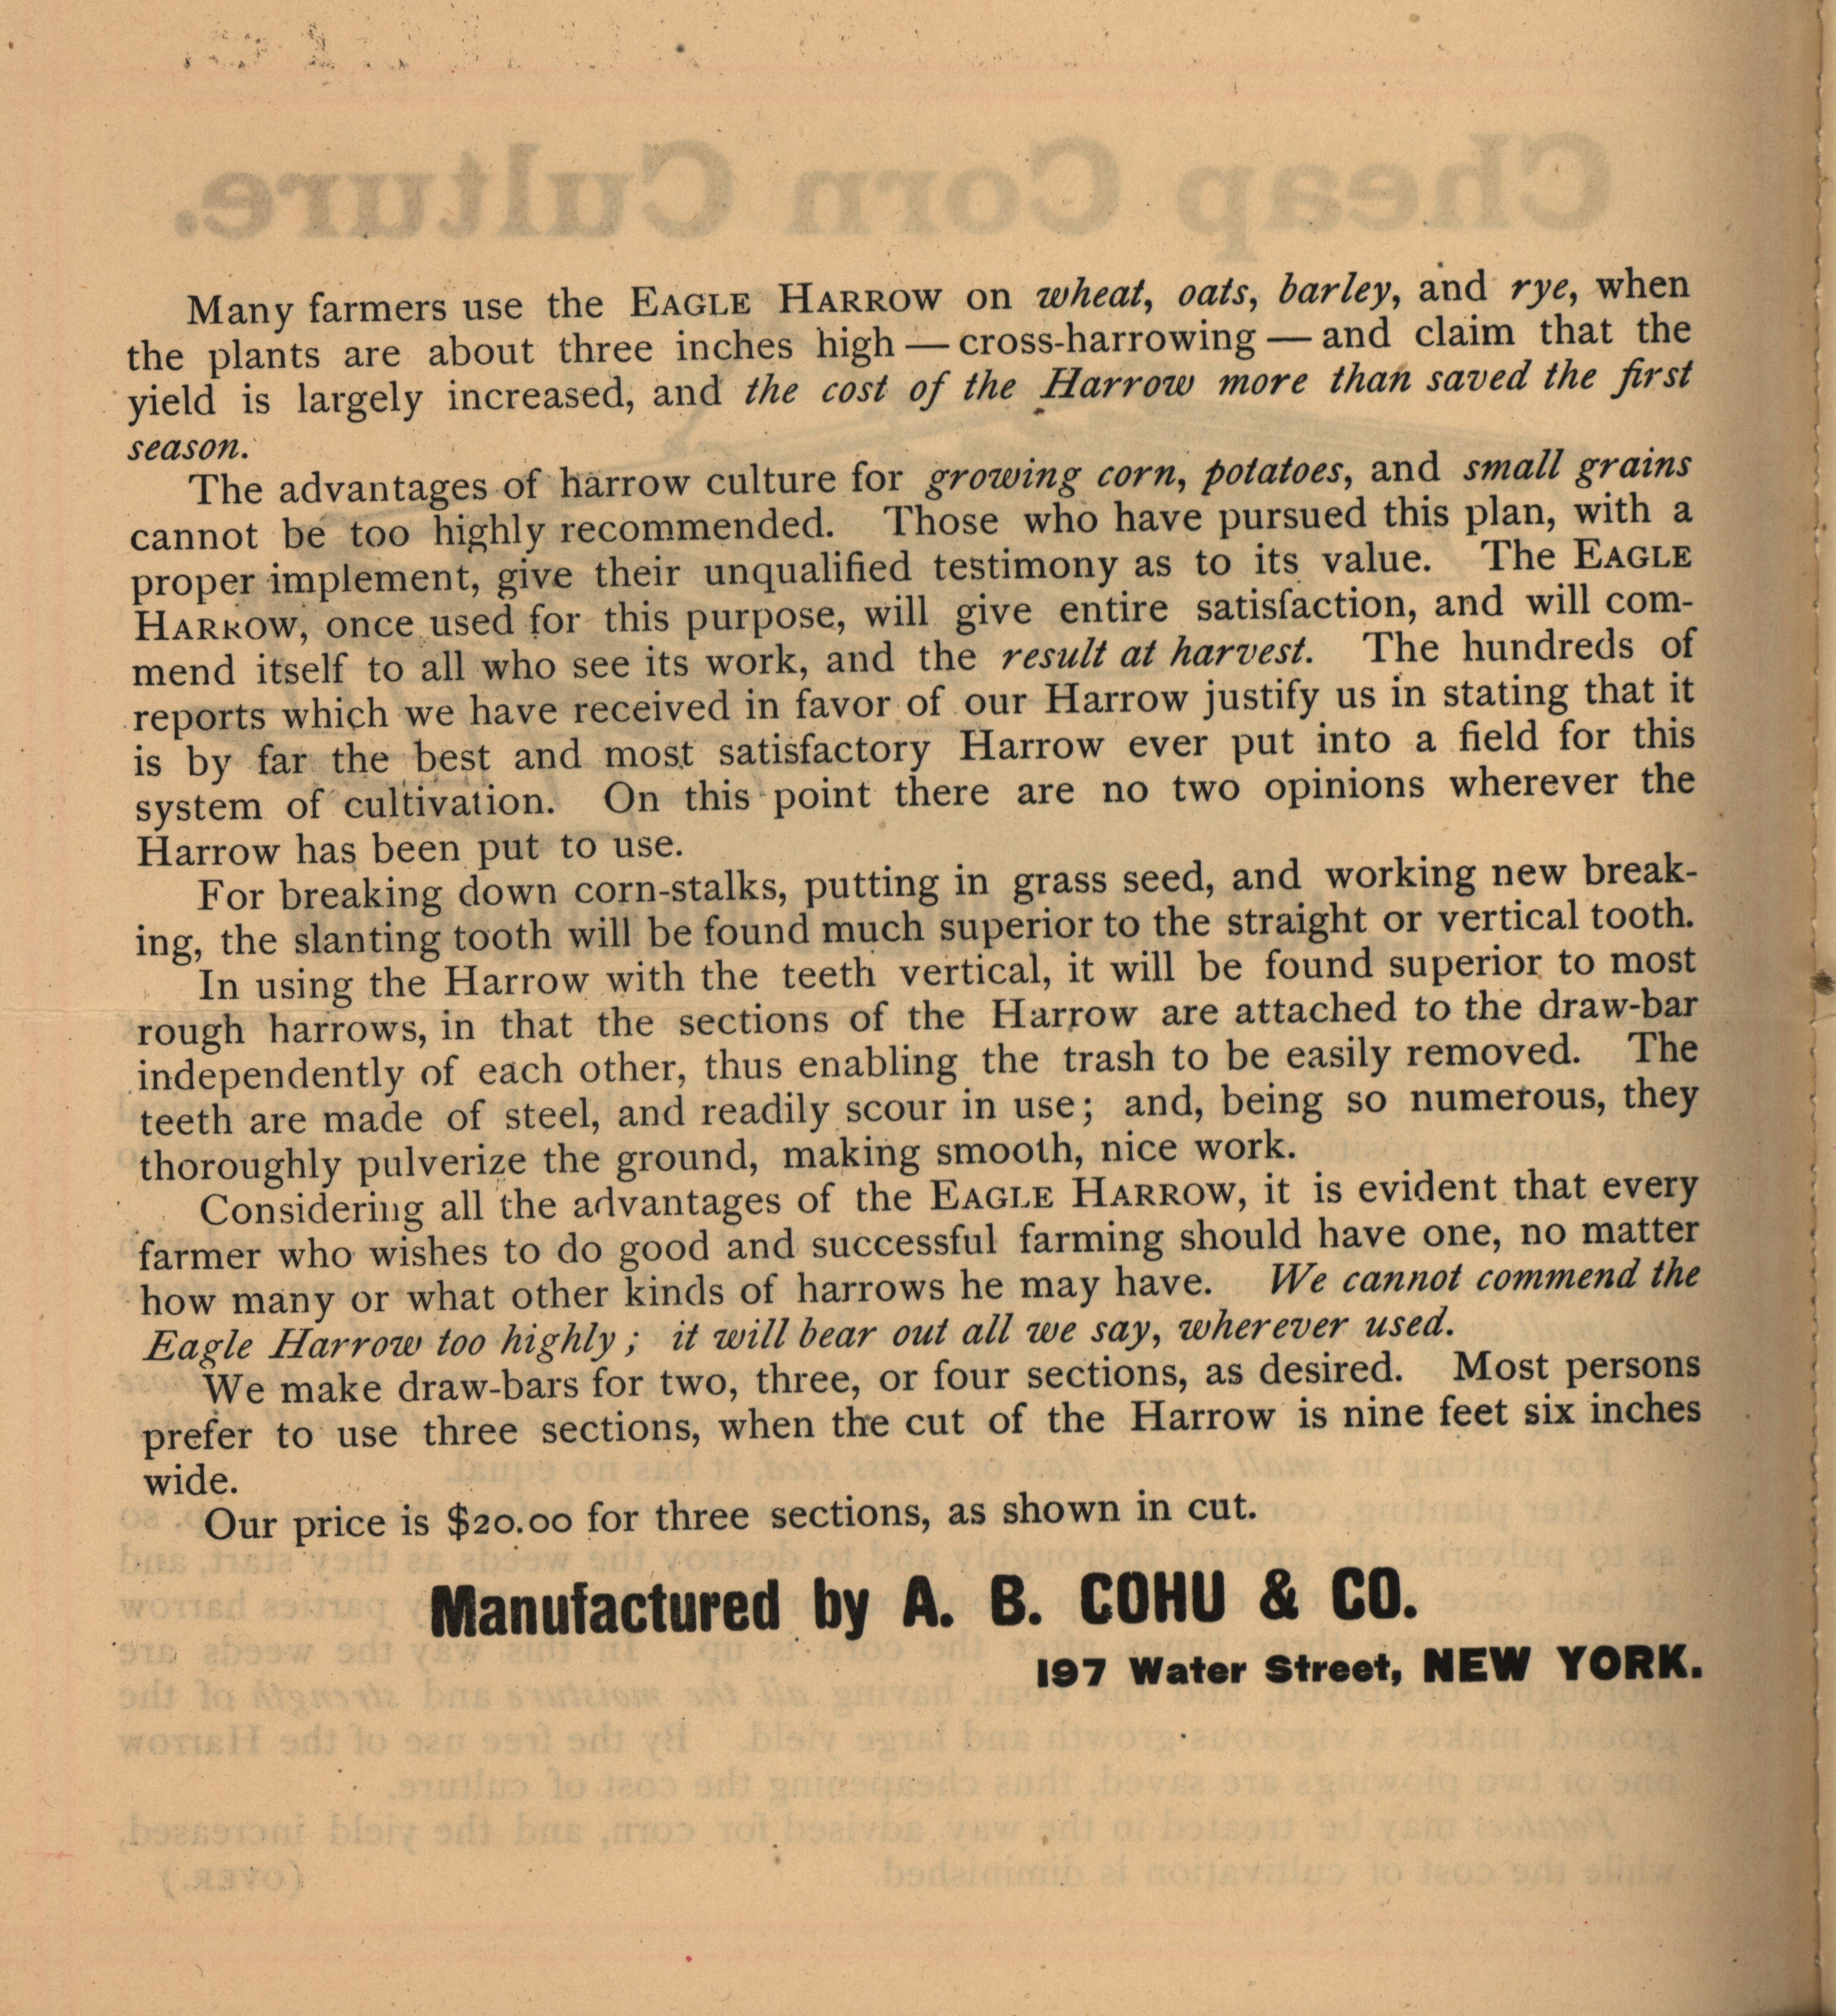 Many farmers use the EAGLE HARROW on wheat, oats, barley, and rye, when
the plants are about three inches high — cross-harrowing — and claim that the
yield is largely increased, and the cost of the Harrow more than saved the first
season.
The advantages of harrow culture for growing corn, potatoes, and small grains
cannot be too highly recommended. Those who have pursued this plan, with a
proper implement, give their unqualified testimony as to its value. The EAGLE
HARROW, once used for this purpose, will give entire satisfaction, and will com-
mend itself to all who see its work, and the result at harvest. The hundreds of
reports which we have received in favor of our Harrow justify us in stating that it
is by far the best and most satisfactory Harrow ever put into a field for this
system of cultivation. On this point there are no two opinions wherever the
Harrow has been put to use.
For breaking down corn-stalks, putting in grass seed, and working new break-
ing, the slanting tooth will be found much superior to the straight or vertical tooth.
In using the Harrow with the teeth vertical, it will be found superior to most
rough harrows, in that the sections of the Harrow are attached to the draw-bar
independently of each other, thus enabling the trash to be easily removed. The
teeth are made of steel, and readily scour in use; and, being so numerous, they
thoroughly pulverize the ground, making smooth, nice work.
Considering all the advantages of the EAGLE HARROW, it is evident that every
farmer who wishes to do good and successful farming should have one, no matter
how many or what other kinds of harrows he may have. We cannot commend the
Eagle Harrow too highly; it will bear out all we say, wherever used.
We make draw-bars for two, three, or four sections, as desired. Most persons
prefer to use three sections, when the cut of the Harrow is nine feet six inches
wide.
Our price is $20.00 for three sections, as shown in cut.
Manufactured by A. B. COHU & CO.
197 Water Street, NEW YORK.